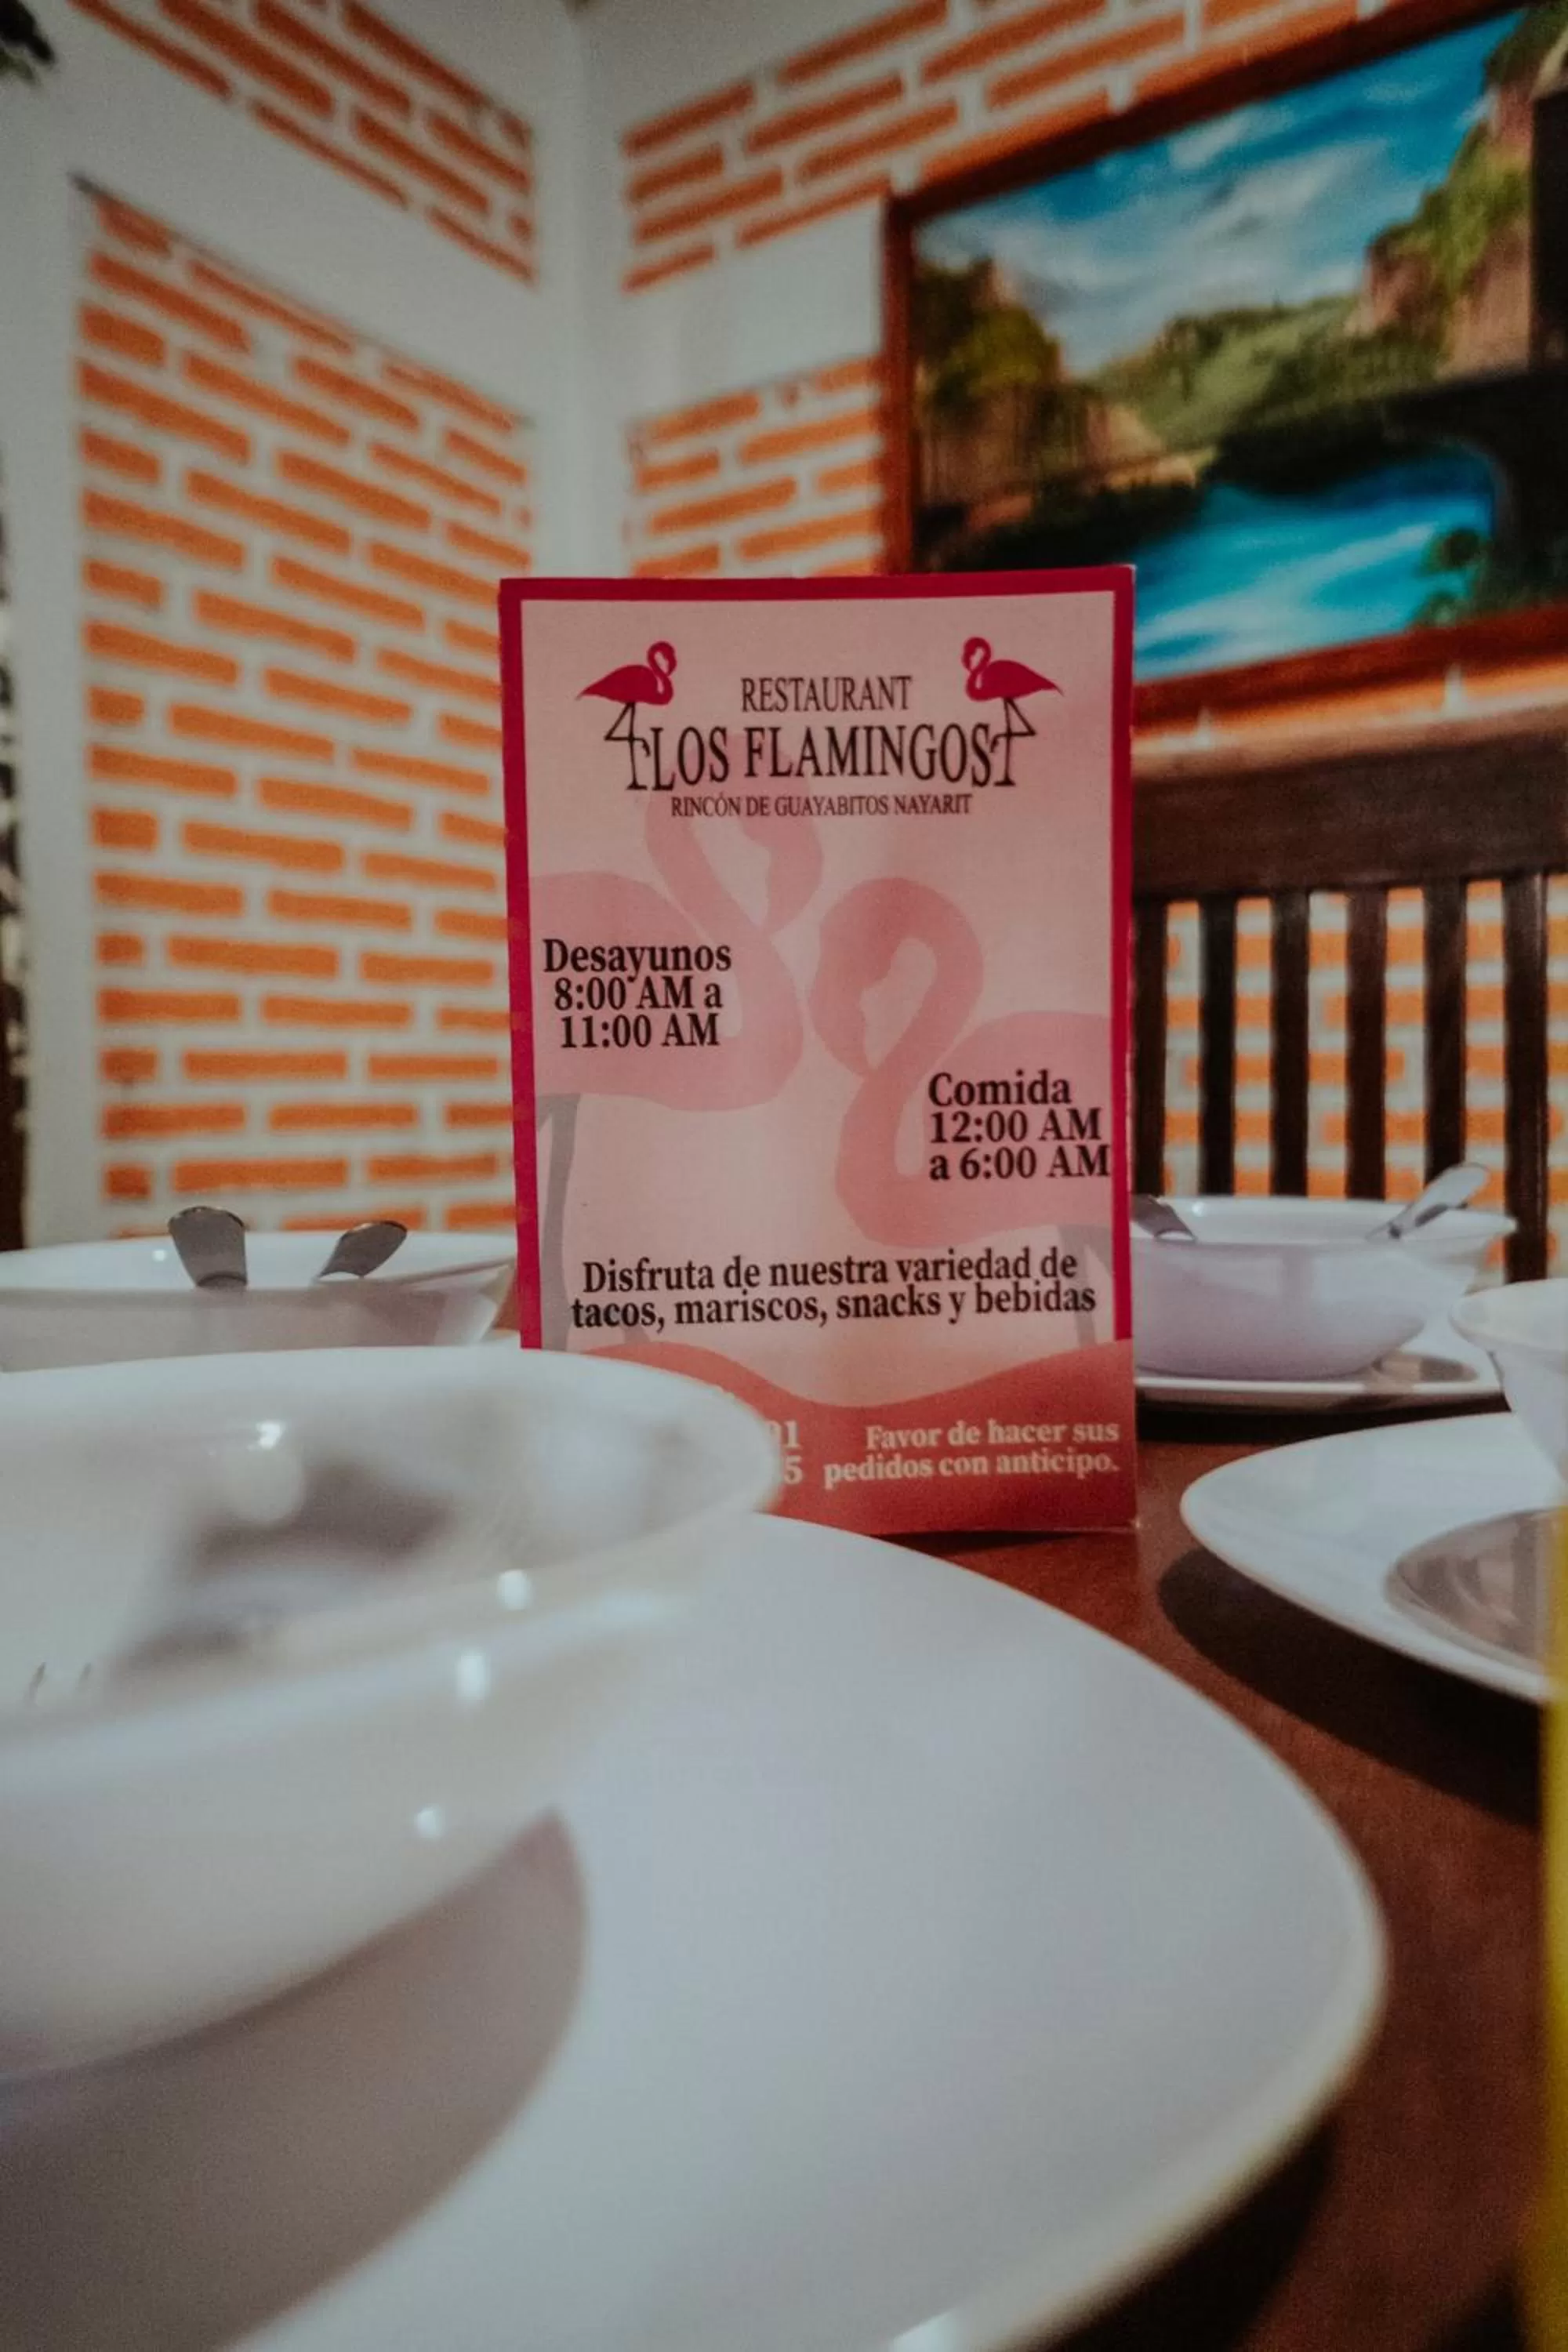 RESTAURANT
LOS FLAMINGOS
RINCÓN DE GUAYABITOS NAYARIT
Desayunos
8:00 AM a
11:00 AM
Comida
12:00 AM
a 6:00 AM
Disfruta de nuestra variedad de
tacos, mariscos, snacks y bebidas
Favor de hacer sus
pedidos con anticipo.